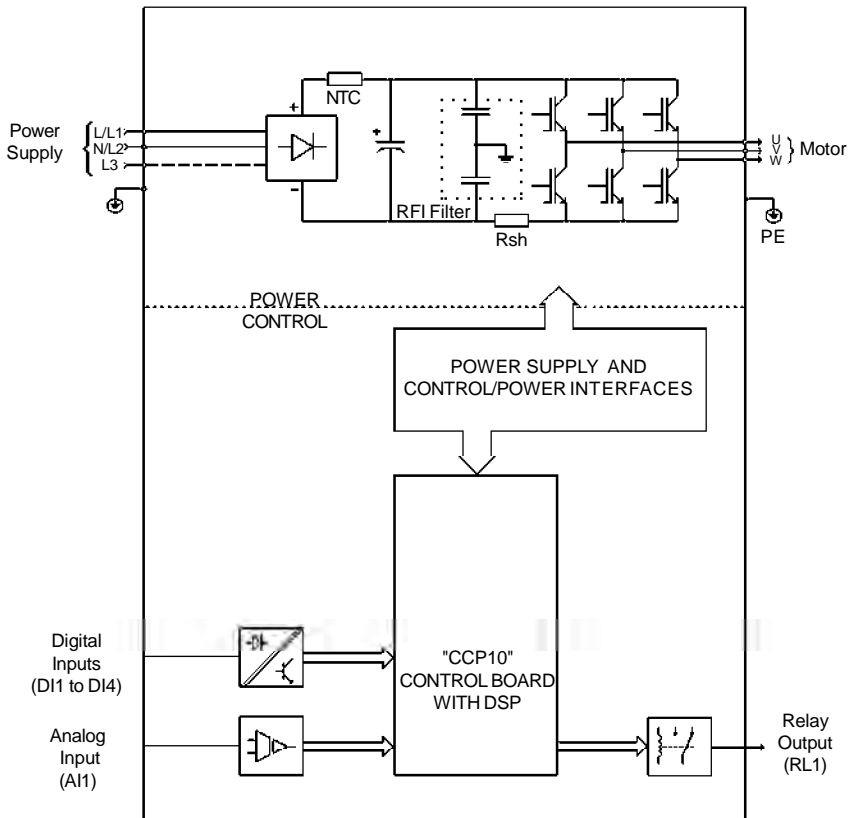 NTC
+
+
Power
Supply
L/L1
N/L2
L3
-
RFI Filter
Rsh
U
V
W
Motor
PE
POWER
CONTROL
POWER SUPPLY AND
CONTROL/POWER INTERFACES
Digital
Inputs
(DI1 to DI4)
"CCP10"
CONTROL BOARD
WITH DSP
Analog
Input
(AI1)
Relay
Output
(RL1)